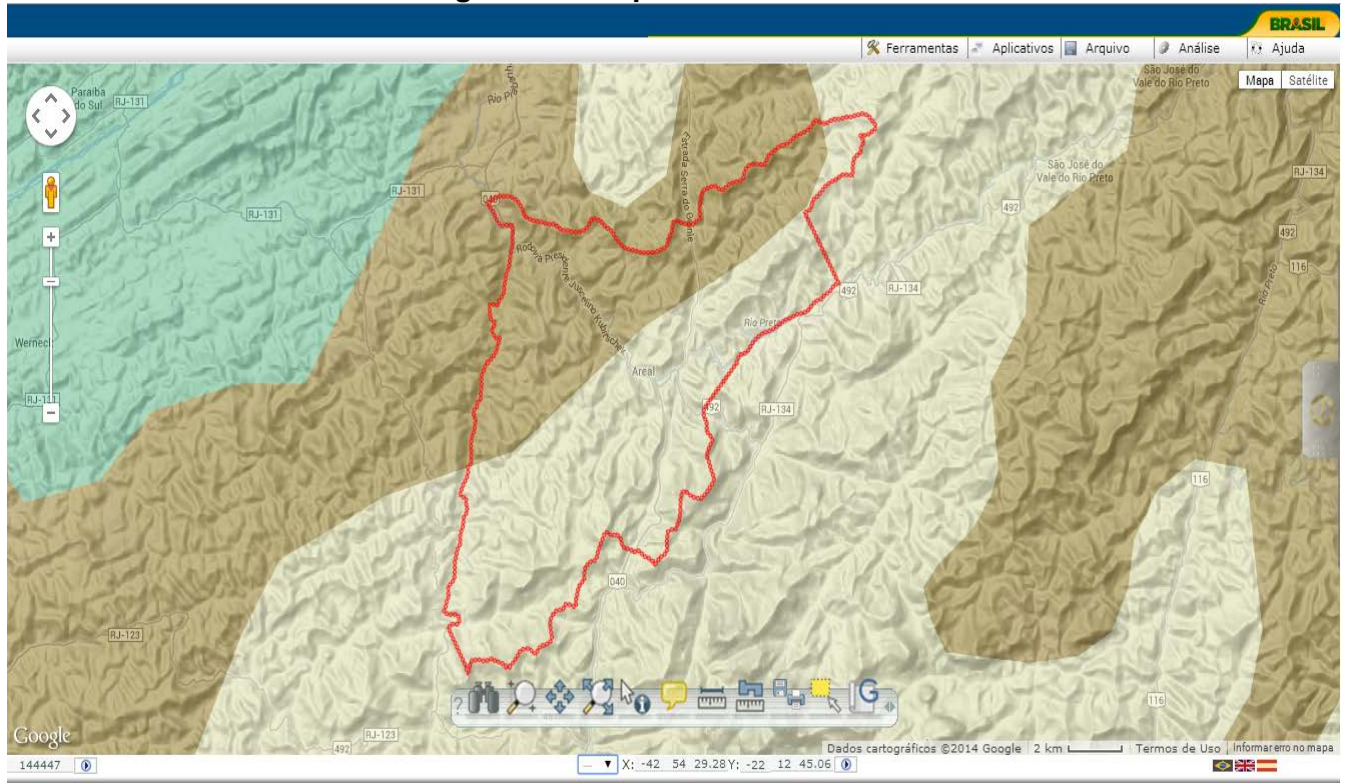 BRASIL
Ferramentas Aplicativos Arquivo Análise Ajuda
Mapa Satélite
Paraíba
do Sul
RJ-131
São José do
Vale do Rio Preto
RJ-131
040
RJ-131
Estrada Serra do
São José do
Vale do Rio Preto
RJ-134
492
492
116
Rio Preto
Rodovia Presidente Juscelino Kubitschek
492
RJ-134
Rio Preto
Werneck
Areal
492
RJ-134
116
040
RJ-123
116
?
Google
RJ-123
492
Dados cartográficos ©2014 Google 2 km Termos de Uso Informar erro no mapa
144447
X: -42 54 29.28 Y: -22 12 45.06